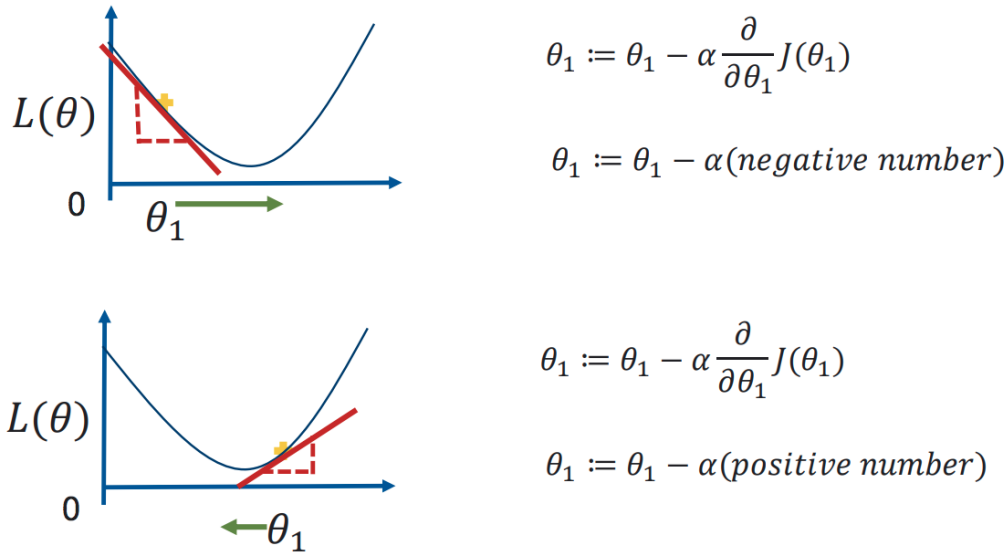 L(θ)
0
θ₁
θ₁ ≔ θ₁ − α ∂/∂θ₁ J(θ₁)
θ₁ ≔ θ₁ − α(negative number)
L(θ)
0
θ₁
θ₁ ≔ θ₁ − α ∂/∂θ₁ J(θ₁)
θ₁ ≔ θ₁ − α(positive number)